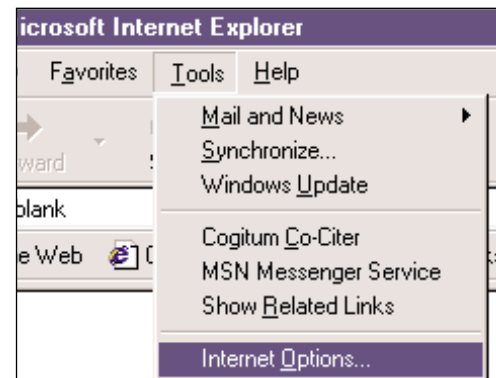 icrosoft Internet Explorer
Favorites Tools Help
Mail and News
ward
Synchronize...
Windows Update
blank
Cogitum Co-Citer
e Web
MSN Messenger Service
Show Related Links
Internet Options...